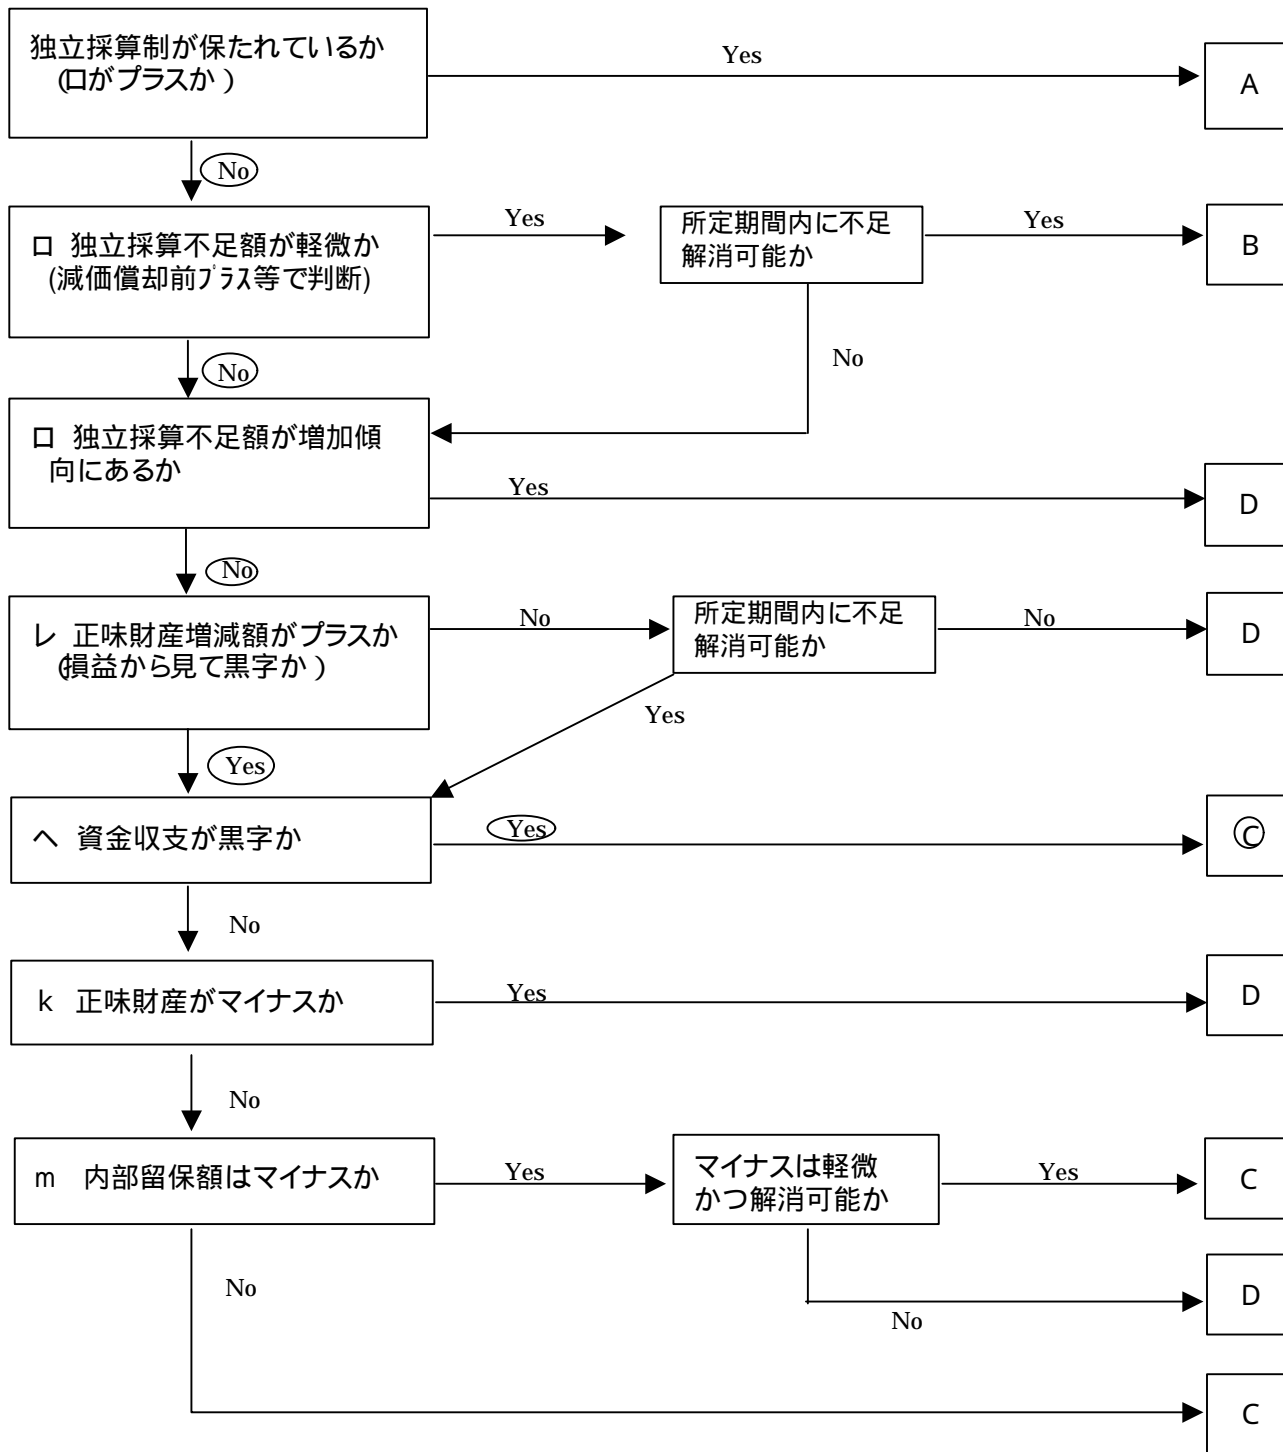 独立採算制が保たれているか
(ロがプラスか)
Yes
A
No
ロ 独立採算不足額が軽微か
(減価償却前プラス等で判断)
Yes
所定期間内に不足
解消可能か
Yes
B
No
No
ロ 独立採算不足額が増加傾
向にあるか
Yes
D
No
レ 正味財産増減額がプラスか
(損益から見て黒字か)
No
所定期間内に不足
解消可能か
No
D
Yes
Yes
ヘ 資金収支が黒字か
Yes
C
No
k 正味財産がマイナスか
Yes
D
No
m 内部留保額はマイナスか
Yes
マイナスは軽微
かつ解消可能か
Yes
C
No
No
D
C